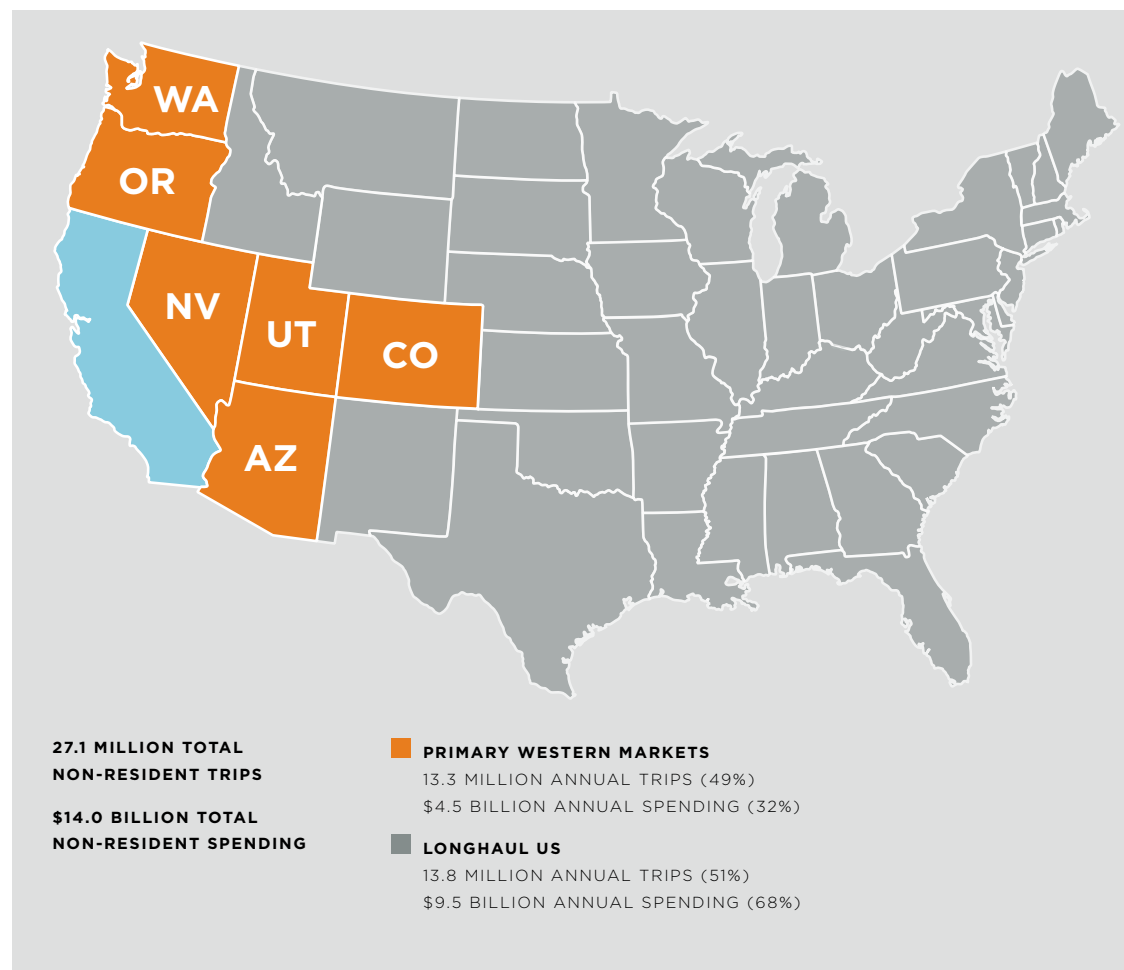 WA
OR
NV
UT
CO
AZ
27.1 MILLION TOTAL
NON-RESIDENT TRIPS
$14.0 BILLION TOTAL
NON-RESIDENT SPENDING
PRIMARY WESTERN MARKETS
13.3 MILLION ANNUAL TRIPS (49%)
$4.5 BILLION ANNUAL SPENDING (32%)
LONGHAUL US
13.8 MILLION ANNUAL TRIPS (51%)
$9.5 BILLION ANNUAL SPENDING (68%)